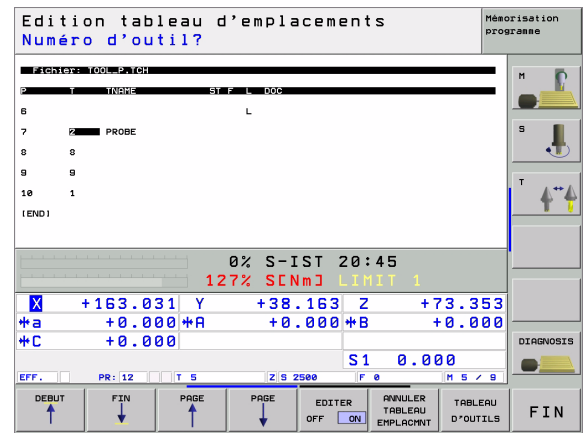 Edition tableau d'emplacements
Numéro d'outil?
Mémorisation
programme
Fichier: TOOL_P.TCH
P T TNAME ST F L DOC
6 L
7 2 PROBE
8 8
9 9
10 1
[END]
M
S
T
DIAGNOSIS
0% S-IST 20:45
127% S[Nm] LIMIT 1
X +163.031 Y +38.163 Z +73.353
a +0.000 A +0.000 B +0.000
C +0.000
S1 0.000
EFF. PR: 12 T 5 Z S 2500 F 0 M 5 / 9
DEBUT
FIN
PAGE
PAGE
EDITER
OFF ON
ANNULER
TABLEAU
EMPLACMNT
TABLEAU
D'OUTILS
FIN